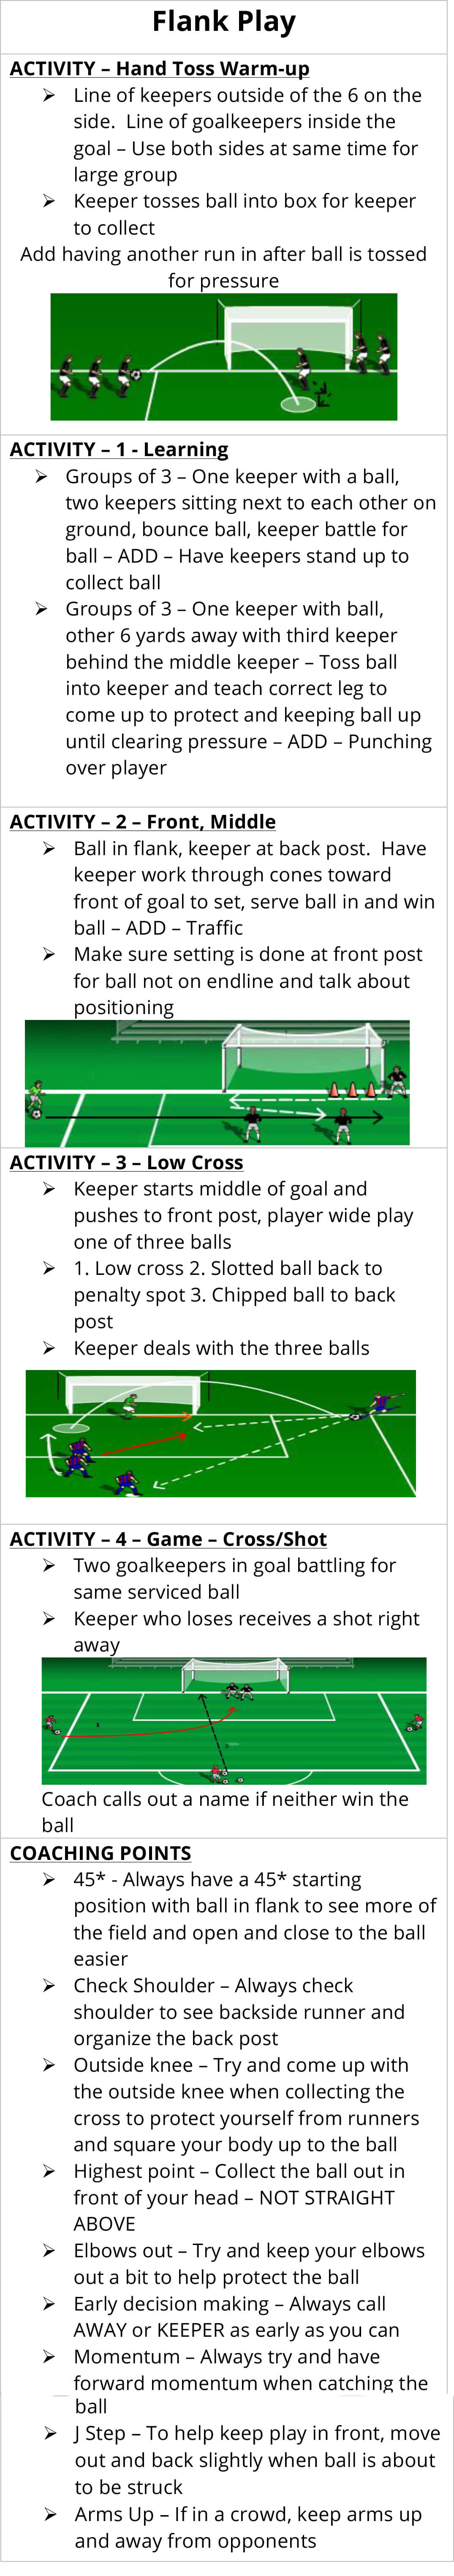 Flank Play
ACTIVITY – Hand Toss Warm-up
➢ Line of keepers outside of the 6 on the
side.  Line of goalkeepers inside the
goal – Use both sides at same time for
large group
➢ Keeper tosses ball into box for keeper
to collect
Add having another run in after ball is tossed
for pressure
ACTIVITY – 1 - Learning
➢ Groups of 3 – One keeper with a ball,
two keepers sitting next to each other on
ground, bounce ball, keeper battle for
ball – ADD – Have keepers stand up to
collect ball
➢ Groups of 3 – One keeper with ball,
other 6 yards away with third keeper
behind the middle keeper – Toss ball
into keeper and teach correct leg to
come up to protect and keeping ball up
until clearing pressure – ADD – Punching
over player
ACTIVITY – 2 – Front, Middle
➢ Ball in flank, keeper at back post.  Have
keeper work through cones toward
front of goal to set, serve ball in and win
ball – ADD – Traffic
➢ Make sure setting is done at front post
for ball not on endline and talk about
positioning
ACTIVITY – 3 – Low Cross
➢ Keeper starts middle of goal and
pushes to front post, player wide play
one of three balls
➢ 1. Low cross 2. Slotted ball back to
penalty spot 3. Chipped ball to back
post
➢ Keeper deals with the three balls
ACTIVITY – 4 – Game – Cross/Shot
➢ Two goalkeepers in goal battling for
same serviced ball
➢ Keeper who loses receives a shot right
away
1
Coach calls out a name if neither win the
ball
COACHING POINTS
➢ 45* - Always have a 45* starting
position with ball in flank to see more of
the field and open and close to the ball
easier
➢ Check Shoulder – Always check
shoulder to see backside runner and
organize the back post
➢ Outside knee – Try and come up with
the outside knee when collecting the
cross to protect yourself from runners
and square your body up to the ball
➢ Highest point – Collect the ball out in
front of your head – NOT STRAIGHT
ABOVE
➢ Elbows out – Try and keep your elbows
out a bit to help protect the ball
➢ Early decision making – Always call
AWAY or KEEPER as early as you can
➢ Momentum – Always try and have
forward momentum when catching the
ball
➢ J Step – To help keep play in front, move
out and back slightly when ball is about
to be struck
➢ Arms Up – If in a crowd, keep arms up
and away from opponents